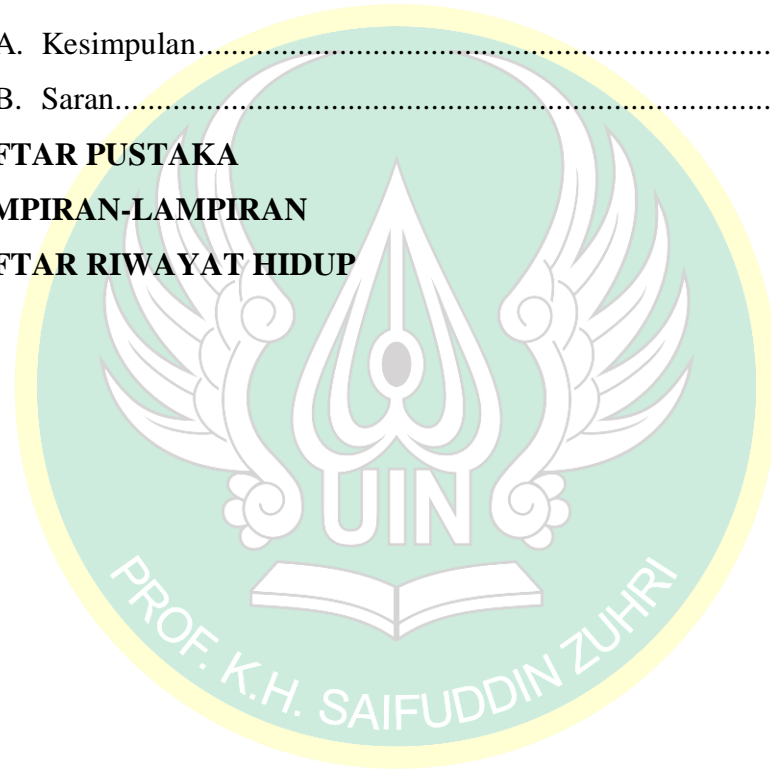 A. Kesimpulan....................................................................
B. Saran..............................................................................
FTAR PUSTAKA
MPIRAN-LAMPIRAN
FTAR RIWAYAT HIDUP
UIN
PROF. K.H. SAIFUDDIN ZUHRI